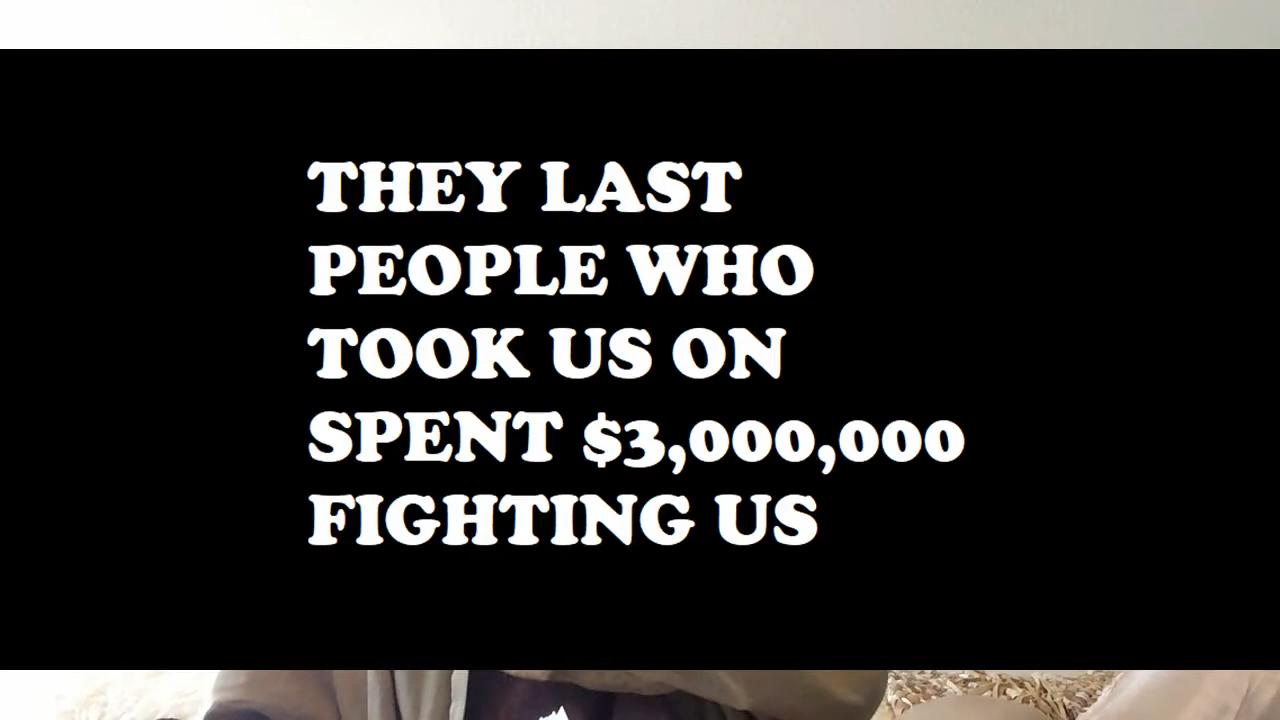 THEY LAST
PEOPLE WHO
TOOK US ON
SPENT $3,000,000
FIGHTING US